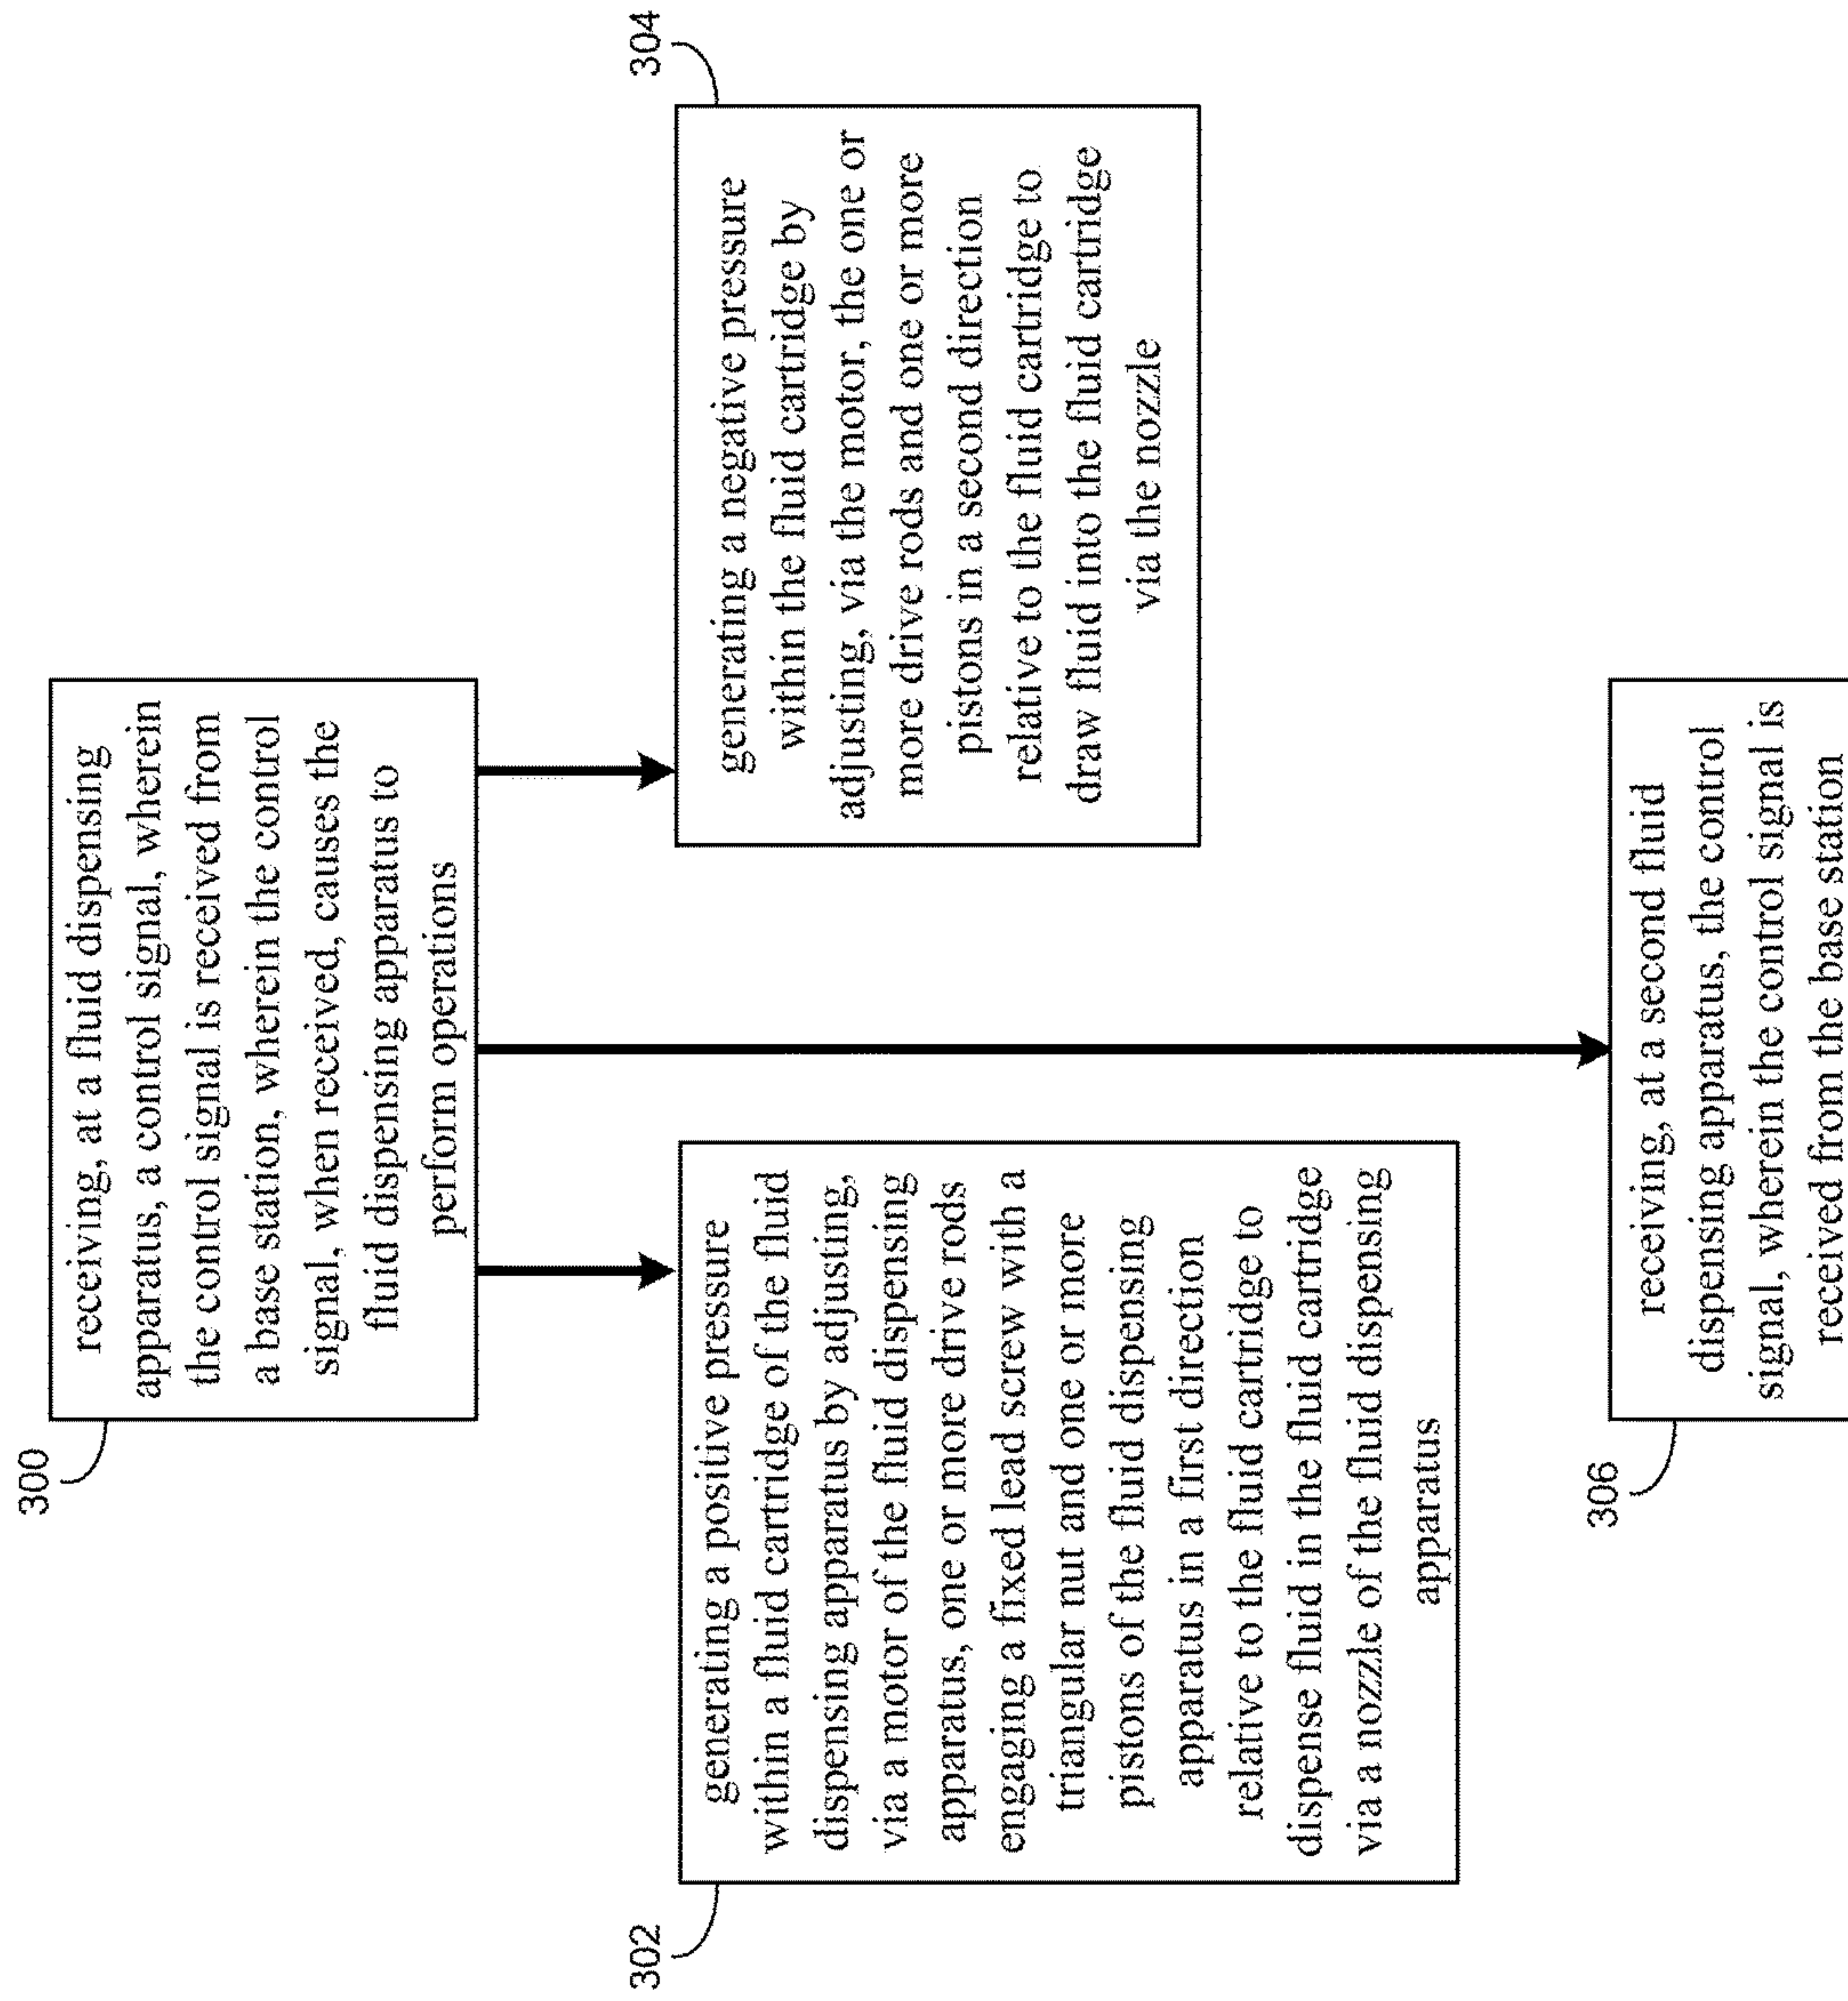 300
receiving, at a fluid dispensing
apparatus, a control signal, wherein
the control signal is received from
a base station, wherein the control
signal, when received, causes the
fluid dispensing apparatus to
perform operations
302
generating a positive pressure
within a fluid cartridge of the fluid
dispensing apparatus by adjusting,
via a motor of the fluid dispensing
apparatus, one or more drive rods
engaging a fixed lead screw with a
triangular nut and one or more
pistons of the fluid dispensing
apparatus in a first direction
relative to the fluid cartridge to
dispense fluid in the fluid cartridge
via a nozzle of the fluid dispensing
apparatus
304
generating a negative pressure
within the fluid cartridge by
adjusting, via the motor, the one or
more drive rods and one or more
pistons in a second direction
relative to the fluid cartridge to
draw fluid into the fluid cartridge
via the nozzle
306
receiving, at a second fluid
dispensing apparatus, the control
signal, wherein the control signal is
received from the base station